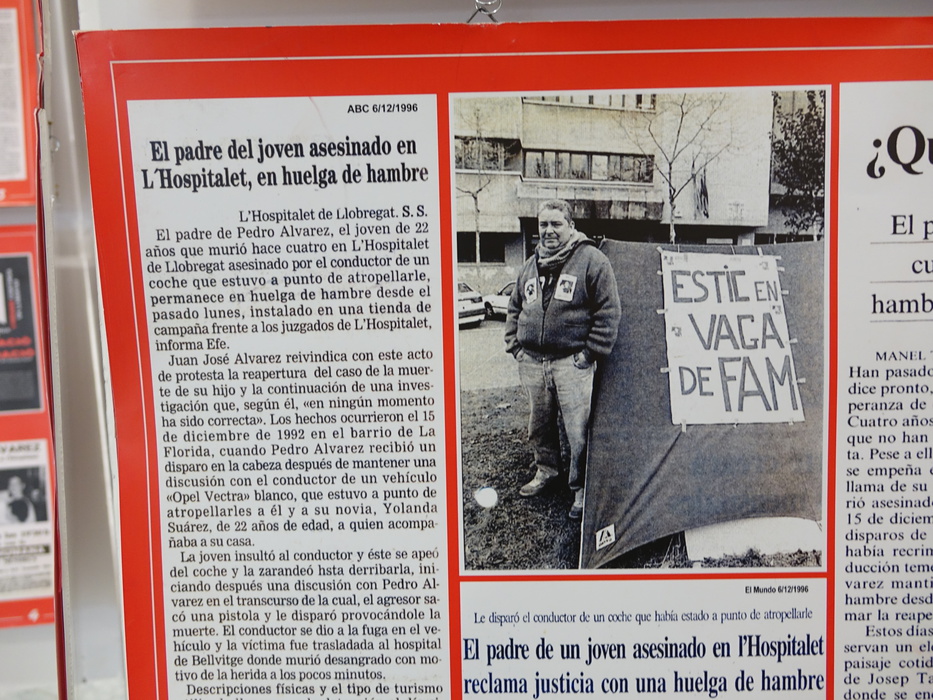 ABC 6/12/1996
El padre del joven asesinado en
L'Hospitalet, en huelga de hambre
L'Hospitalet de Llobregat. S. S.
El padre de Pedro Alvarez, el joven de 22
años que murió hace cuatro en L'Hospitalet
de Llobregat asesinado por el conductor de un
coche que estuvo a punto de atropellarle,
permanece en huelga de hambre desde el
pasado lunes, instalado en una tienda de
campaña frente a los juzgados de L'Hospitalet,
informa Efe.
Juan José Alvarez reivindica con este acto
de protesta la reapertura del caso de la muer-
te de su hijo y la continuación de una inves-
tigación que, según él, «en ningún momento
ha sido correcta». Los hechos ocurrieron el 15
de diciembre de 1992 en el barrio de La
Florida, cuando Pedro Alvarez recibió un
disparo en la cabeza después de mantener una
discusión con el conductor de un vehículo
«Opel Vectra» blanco, que estuvo a punto de
atropellarles a él y a su novia, Yolanda
Suárez, de 22 años de edad, a quien acompa-
ñaba a su casa.
La joven insultó al conductor y éste se apeó
del coche y la zarandeó hsta derribarla, ini-
ciando después una discusión con Pedro Al-
varez en el transcurso de la cual, el agresor sa-
có una pistola y le disparó provocándole la
muerte. El conductor se dio a la fuga en el ve-
hículo y la víctima fue trasladada al hospital
de Bellvitge donde murió desangrado con mo-
tivo de la herida a los pocos minutos.
Descripciones físicas y el tipo de turismo
ESTIC EN
VAGA
DE FAM
El Mundo 6/12/1996
Le disparó el conductor de un coche que había estado a punto de atropellarle
El padre de un joven asesinado en l'Hospitalet
reclama justicia con una huelga de hambre
¿Qu
El p
cu
hamb
MANEL T
Han pasado
dice pronto,
peranza de
Cuatro años
que no han
ta. Pese a ell
se empeña e
llama de su
rió asesinado
15 de diciem
disparos de
había recrin
ducción teme
varez manti
hambre desd
mar la reape
Estos días
servan un ele
paisaje cotid
de Josep Ta
donde se en